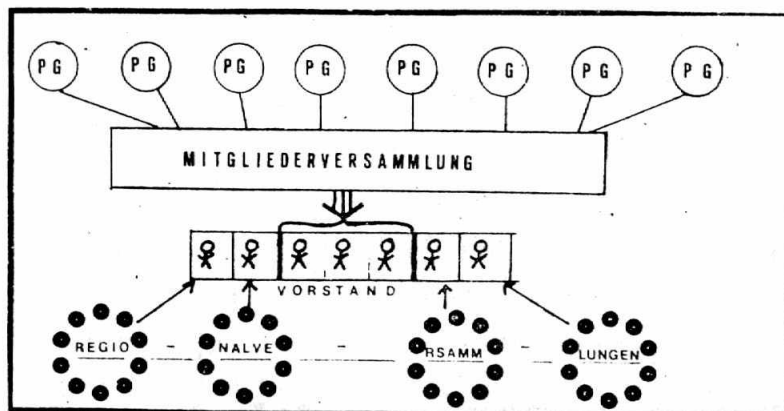 PG PG PG PG PG PG PG PG
MITGLIEDERVERSAMMLUNG
VORSTAND
REGIO - NALVE - RSAMM - LUNGEN